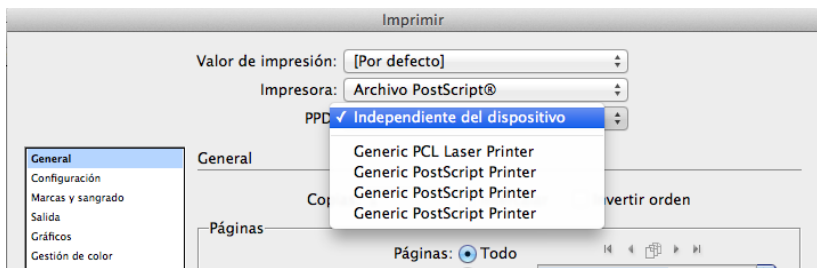 Imprimir
Valor de impresión: [Por defecto]
Impresora: Archivo PostScript®
PPD ✓ Independiente del dispositivo
Generic PCL Laser Printer
General General
Generic PostScript Printer
Configuración
Generic PostScript Printer
Marcas y sangrado
Generic PostScript Printer
Salida
Páginas
Gráficos
Páginas: Todo
Gestión de color
orden